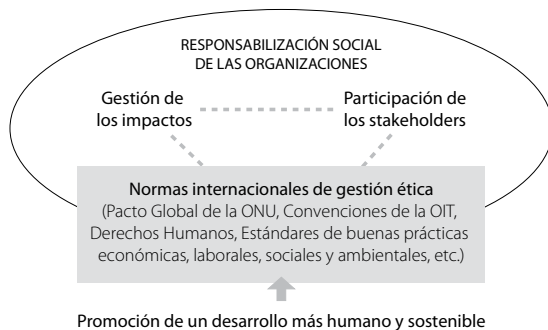 RESPONSABILIZACIÓN SOCIAL
DE LAS ORGANIZACIONES
Gestión de
los impactos
Participación de
los stakeholders
Normas internacionales de gestión ética
(Pacto Global de la ONU, Convenciones de la OIT,
Derechos Humanos, Estándares de buenas prácticas
económicas, laborales, sociales y ambientales, etc.)
Promoción de un desarrollo más humano y sostenible